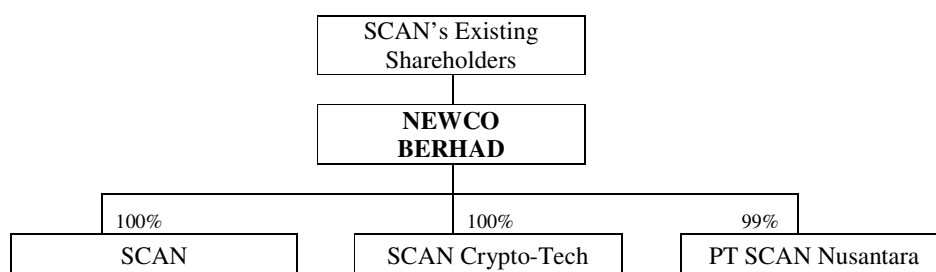 SCAN's Existing
Shareholders
NEWCO
BERHAD
100%
100%
99%
SCAN
SCAN Crypto-Tech
PT SCAN Nusantara